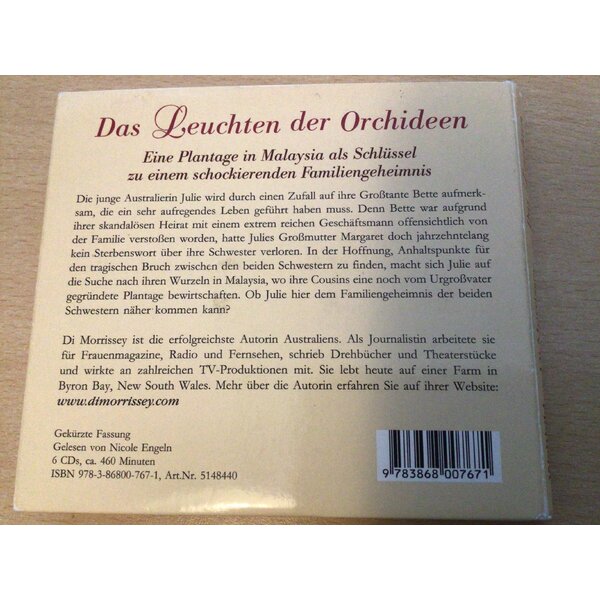 Das Leuchten der Orchideen
Eine Plantage in Malaysia als Schlüssel
zu einem schockierenden Familiengeheimnis
Die junge Australierin Julie wird durch einen Zufall auf ihre Großtante Bette aufmerk-
sam, die ein sehr aufregendes Leben geführt haben muss. Denn Bette war aufgrund
ihrer skandalösen Heirat mit einem extrem reichen Geschäftsmann offensichtlich von
der Familie verstoßen worden, hatte Julies Großmutter Margaret doch jahrzehntelang
kein Sterbenswort über ihre Schwester verloren. In der Hoffnung, Anhaltspunkte für
den tragischen Bruch zwischen den beiden Schwestern zu finden, macht sich Julie auf
die Suche nach ihren Wurzeln in Malaysia, wo ihre Cousins eine noch vom Urgroßvater
gegründete Plantage bewirtschaften. Ob Julie hier dem Familiengeheimnis der beiden
Schwestern näher kommen kann?
Di Morrissey ist die erfolgreichste Autorin Australiens. Als Journalistin arbeitete sie
für Frauenmagazine, Radio und Fernsehen, schrieb Drehbücher und Theaterstücke
und wirkte an zahlreichen TV-Produktionen mit. Sie lebt heute auf einer Farm in
Byron Bay, New South Wales. Mehr über die Autorin erfahren Sie auf ihrer Website:
www.dimorrissey.com
Gekürzte Fassung
Gelesen von Nicole Engeln
6 CDs, ca. 460 Minuten
ISBN 978-3-86800-767-1, Art.Nr. 5148440
9 783868 007671